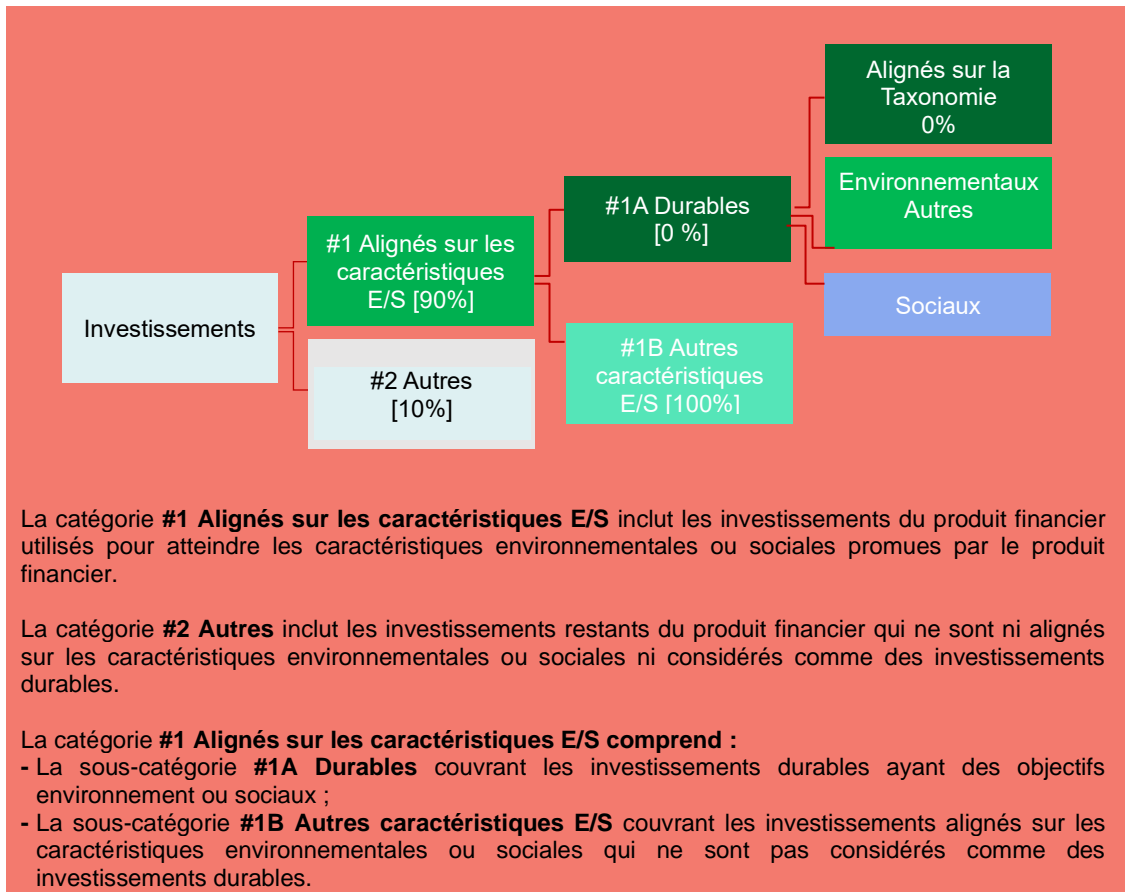 Alignés sur la
Taxonomie
0%
Environnementaux
Autres
#1A Durables
[0 %]
#1 Alignés sur les
caractéristiques
E/S [90%]
Sociaux
Investissements
#1B Autres
caractéristiques
E/S [100%]
#2 Autres
[10%]
La catégorie #1 Alignés sur les caractéristiques E/S inclut les investissements du produit financier
utilisés pour atteindre les caractéristiques environnementales ou sociales promues par le produit
financier.
La catégorie #2 Autres inclut les investissements restants du produit financier qui ne sont ni alignés
sur les caractéristiques environnementales ou sociales ni considérés comme des investissements
durables.
La catégorie #1 Alignés sur les caractéristiques E/S comprend :
- La sous-catégorie #1A Durables couvrant les investissements durables ayant des objectifs
environnement ou sociaux ;
- La sous-catégorie #1B Autres caractéristiques E/S couvrant les investissements alignés sur les
caractéristiques environnementales ou sociales qui ne sont pas considérés comme des
investissements durables.